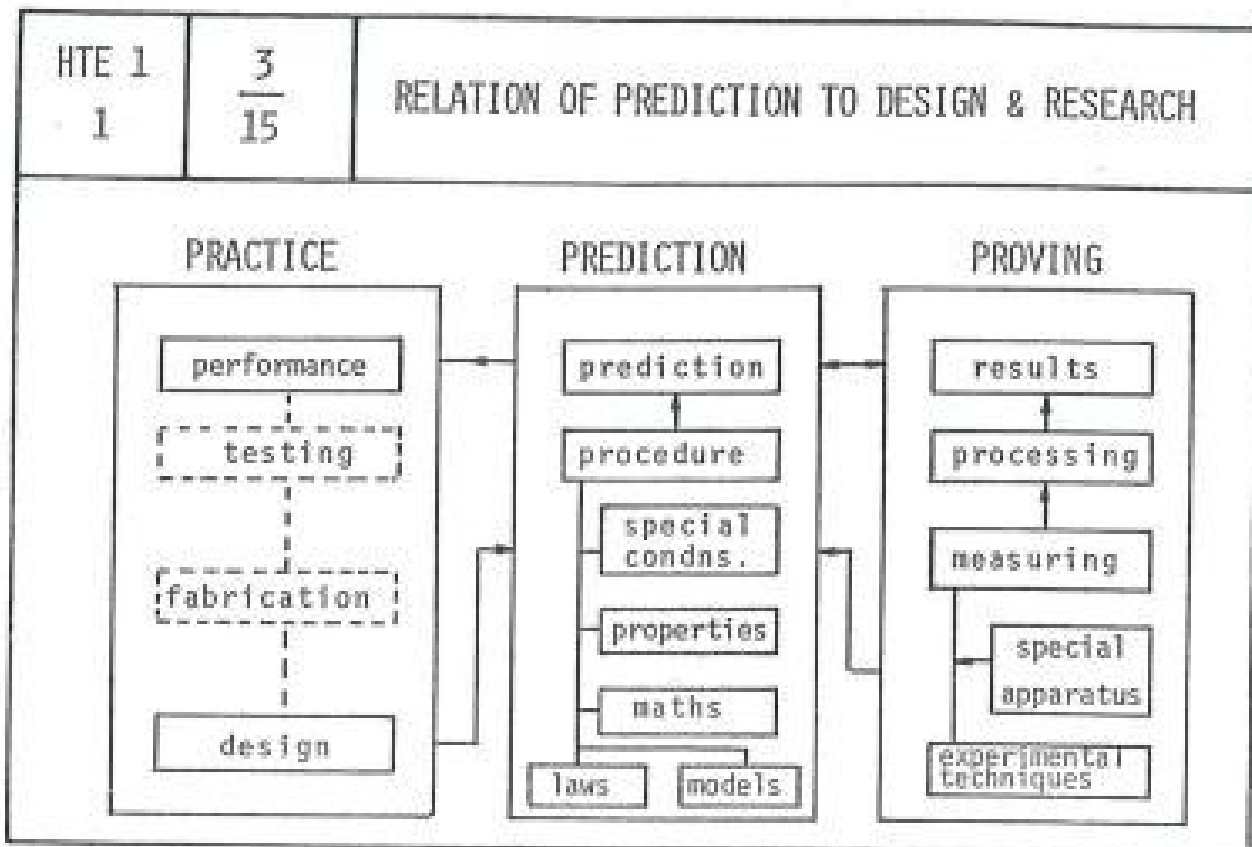 HTE 1
1
3
15
RELATION OF PREDICTION TO DESIGN & RESEARCH
PRACTICE
performance
testing
fabrication
design
PREDICTION
prediction
procedure
special
condns.
properties
maths
laws
models
PROVING
results
processing
measuring
special
apparatus
experimental
techniques